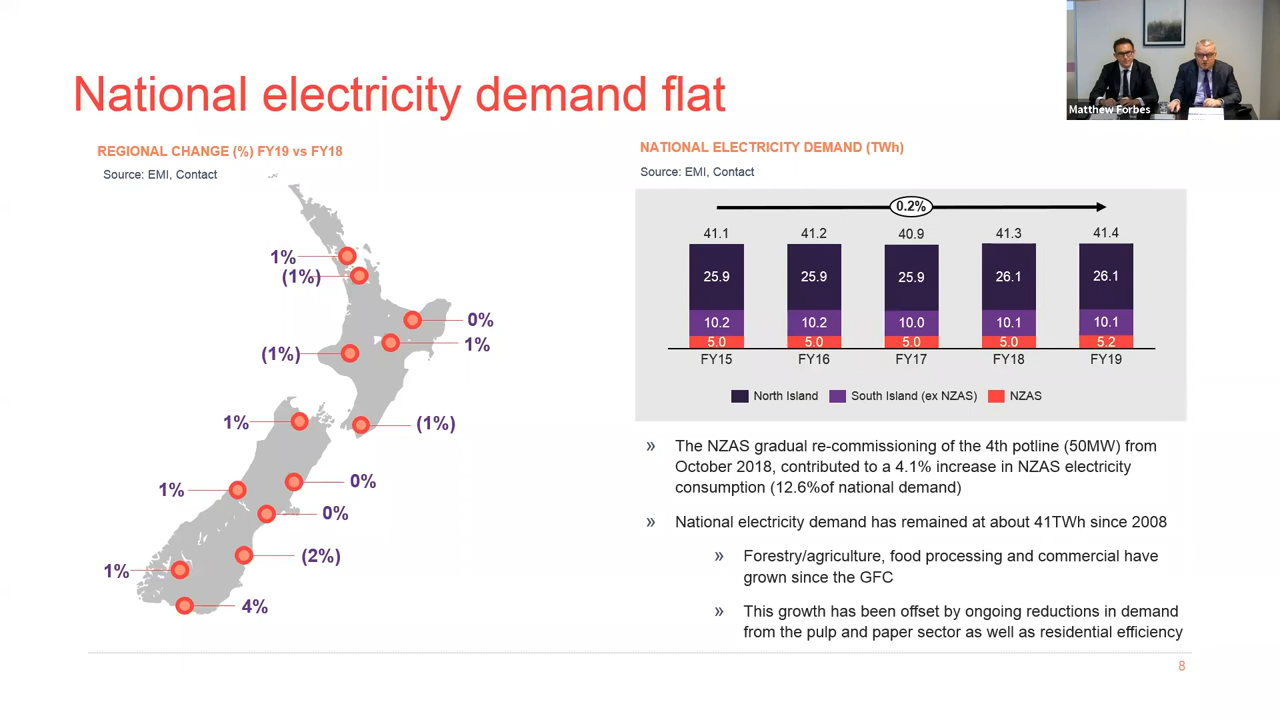 National electricity demand flat
Matthew Forbes
REGIONAL CHANGE (%) FY19 vs FY18
Source: EMI, Contact
1%
(1%)
0%
1%
(1%)
1%
(1%)
0%
1%
0%
(2%)
1%
4%
NATIONAL ELECTRICITY DEMAND (TWh)
Source: EMI, Contact
0.2%
41.1 41.2 40.9 41.3 41.4
25.9 25.9 25.9 26.1 26.1
10.2 10.2 10.0 10.1 10.1
5.0 5.0 5.0 5.0 5.2
FY15 FY16 FY17 FY18 FY19
North Island South Island (ex NZAS) NZAS
» The NZAS gradual re-commissioning of the 4th potline (50MW) from
October 2018, contributed to a 4.1% increase in NZAS electricity
consumption (12.6%of national demand)
» National electricity demand has remained at about 41TWh since 2008
» Forestry/agriculture, food processing and commercial have
grown since the GFC
» This growth has been offset by ongoing reductions in demand
from the pulp and paper sector as well as residential efficiency
8